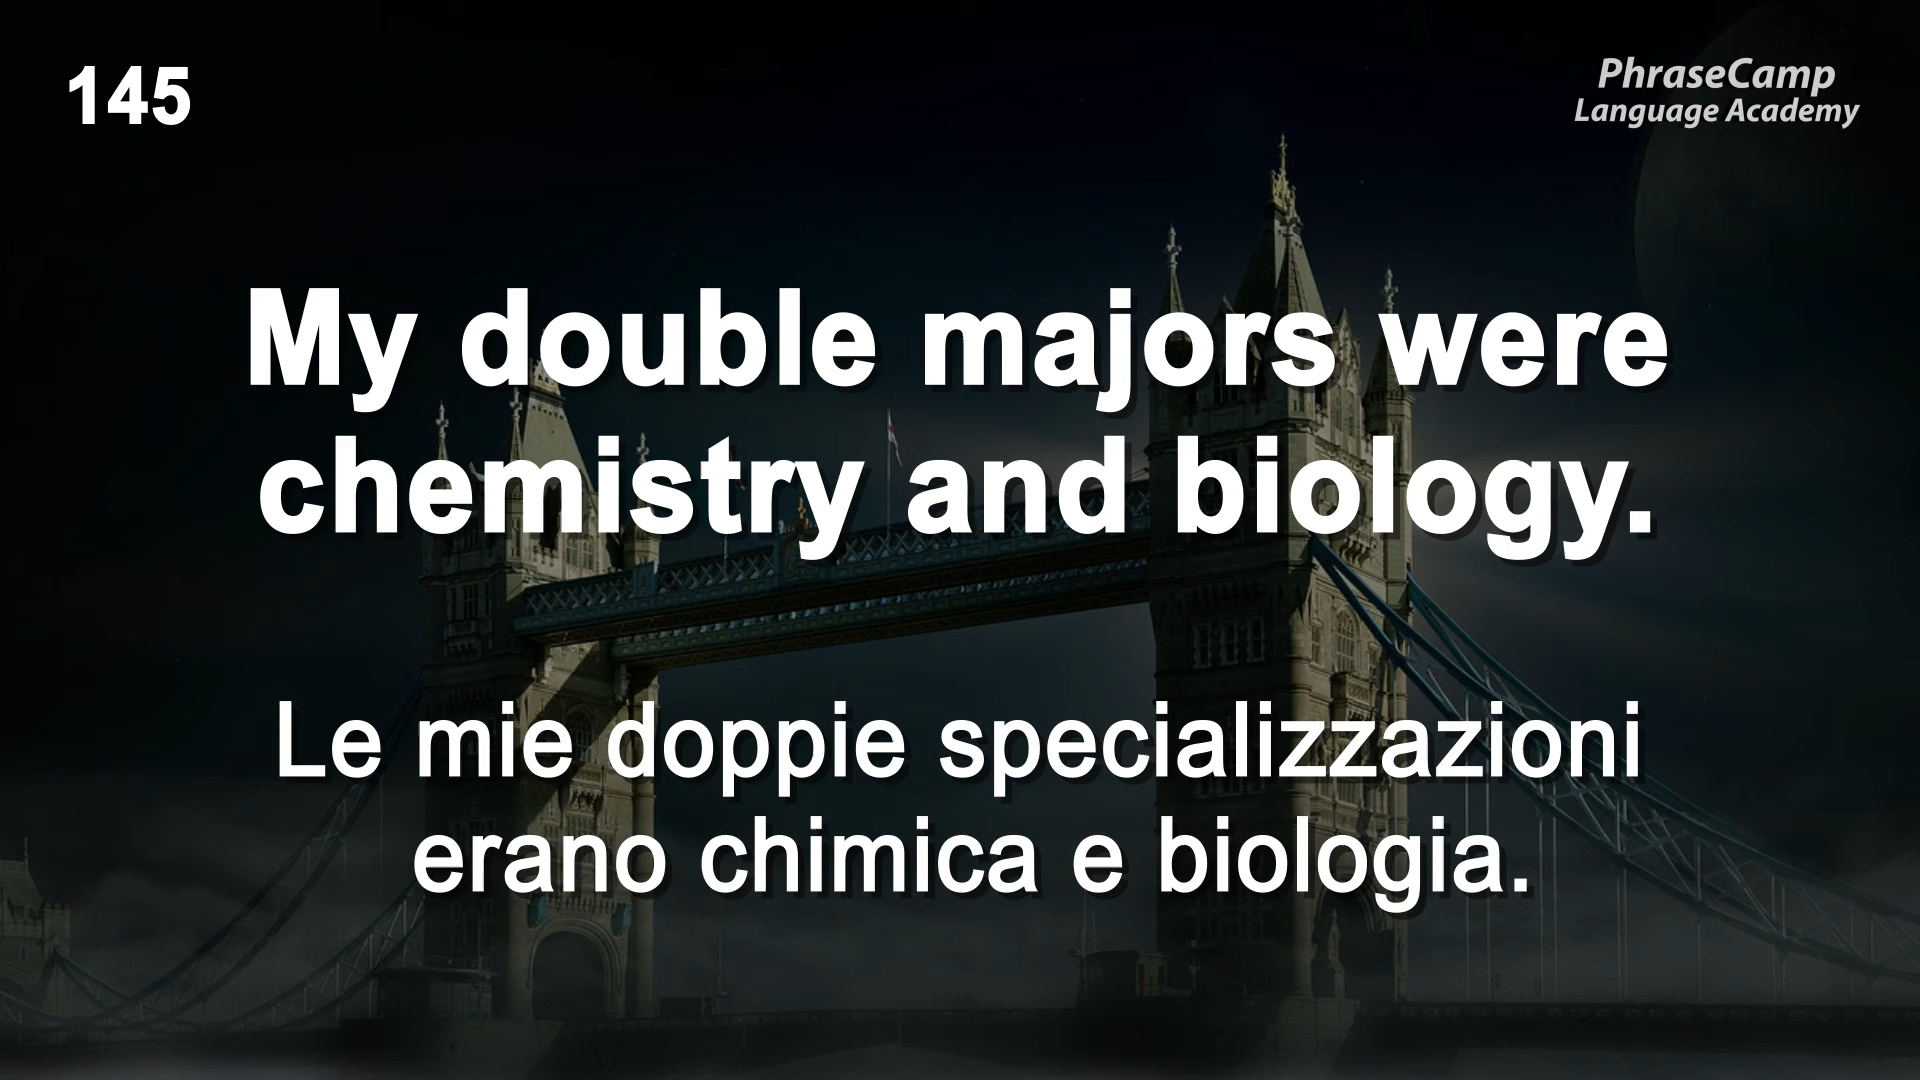 145
PhraseCamp
Language Academy
My double majors were
chemistry and biology.
Le mie doppie specializzazioni
erano chimica e biologia.